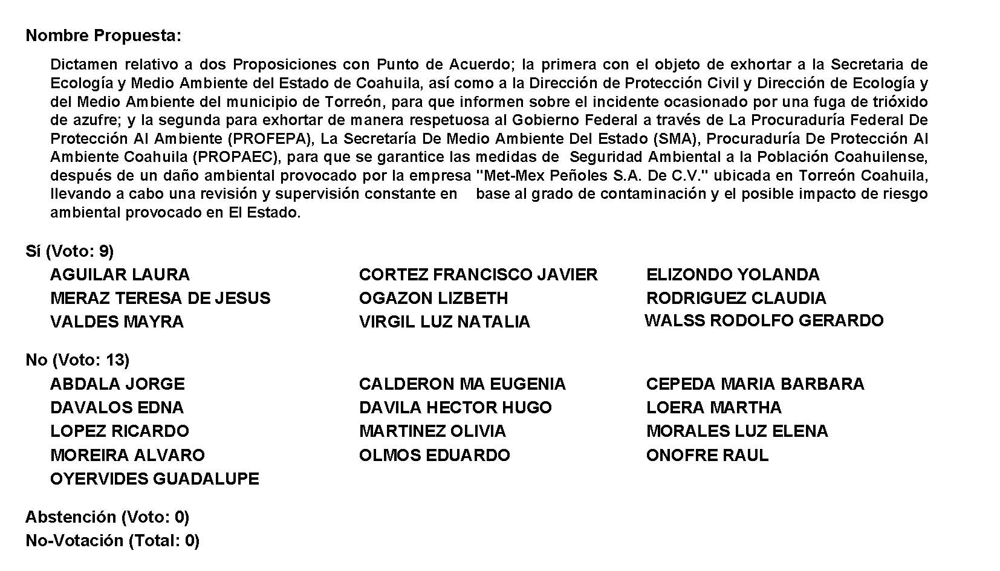 Nombre Propuesta:
Dictamen relativo a dos Proposiciones con Punto de Acuerdo; la primera con el objeto de exhortar a la Secretaria de
Ecología y Medio Ambiente del Estado de Coahuila, así como a la Dirección de Protección Civil y Dirección de Ecología y
del Medio Ambiente del municipio de Torreón, para que informen sobre el incidente ocasionado por una fuga de trióxido
de azufre; y la segunda para exhortar de manera respetuosa al Gobierno Federal a través de La Procuraduría Federal De
Protección Al Ambiente (PROFEPA), La Secretaría De Medio Ambiente Del Estado (SMA), Procuraduría De Protección Al
Ambiente Coahuila (PROPAEC), para que se garantice las medidas de Seguridad Ambiental a la Población Coahuilense,
después de un daño ambiental provocado por la empresa "Met-Mex Peñoles S.A. De C.V." ubicada en Torreón Coahuila,
llevando a cabo una revisión y supervisión constante en base al grado de contaminación y el posible impacto de riesgo
ambiental provocado en El Estado.
Sí (Voto: 9)
AGUILAR LAURA CORTEZ FRANCISCO JAVIER ELIZONDO YOLANDA
MERAZ TERESA DE JESUS OGAZON LIZBETH RODRIGUEZ CLAUDIA
VALDES MAYRA VIRGIL LUZ NATALIA WALSS RODOLFO GERARDO
No (Voto: 13)
ABDALA JORGE CALDERON MA EUGENIA CEPEDA MARIA BARBARA
DAVALOS EDNA DAVILA HECTOR HUGO LOERA MARTHA
LOPEZ RICARDO MARTINEZ OLIVIA MORALES LUZ ELENA
MOREIRA ALVARO OLMOS EDUARDO ONOFRE RAUL
OYERVIDES GUADALUPE
Abstención (Voto: 0)
No-Votación (Total: 0)